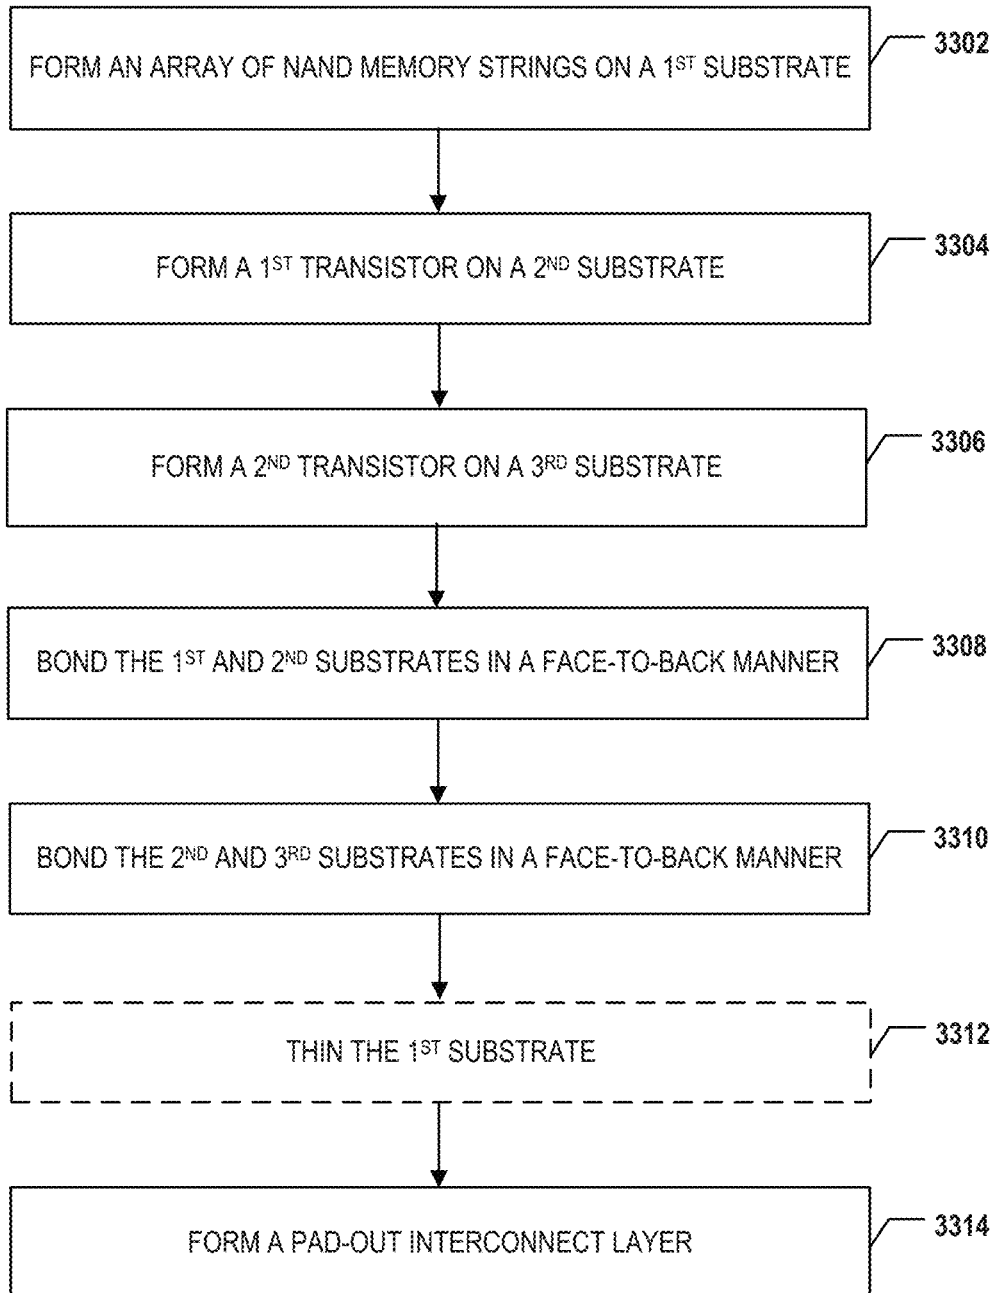 FORM AN ARRAY OF NAND MEMORY STRINGS ON A 1ST SUBSTRATE
3302
FORM A 1ST TRANSISTOR ON A 2ND SUBSTRATE
3304
FORM A 2ND TRANSISTOR ON A 3RD SUBSTRATE
3306
BOND THE 1ST AND 2ND SUBSTRATES IN A FACE-TO-BACK MANNER
3308
BOND THE 2ND AND 3RD SUBSTRATES IN A FACE-TO-BACK MANNER
3310
THIN THE 1ST SUBSTRATE
3312
FORM A PAD-OUT INTERCONNECT LAYER
3314